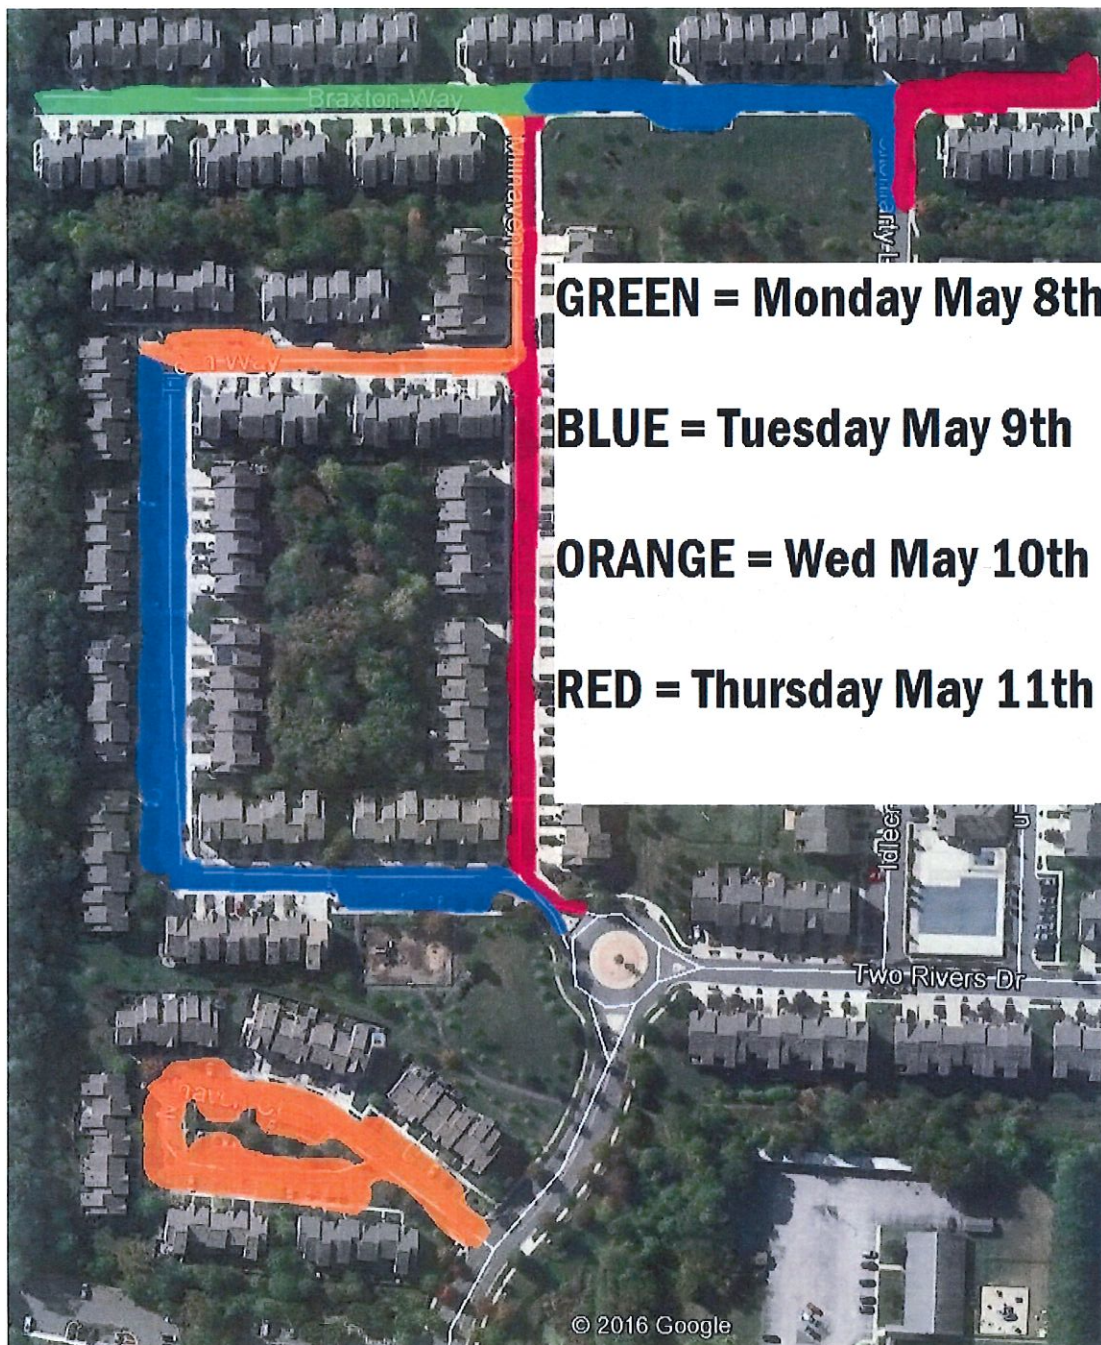 Braxton-Way
GREEN = Monday May 8th
BLUE = Tuesday May 9th
ORANGE = Wed May 10th
RED = Thursday May 11th
Two Rivers Dr
© 2016 Google